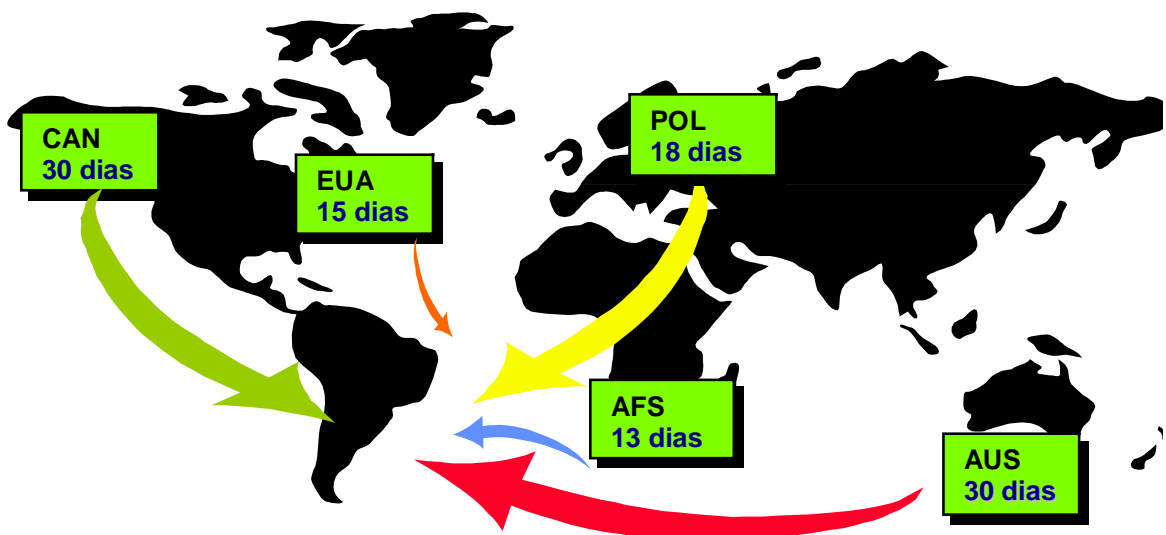 CAN
30 dias
EUA
15 dias
POL
18 dias
AFS
13 dias
AUS
30 dias